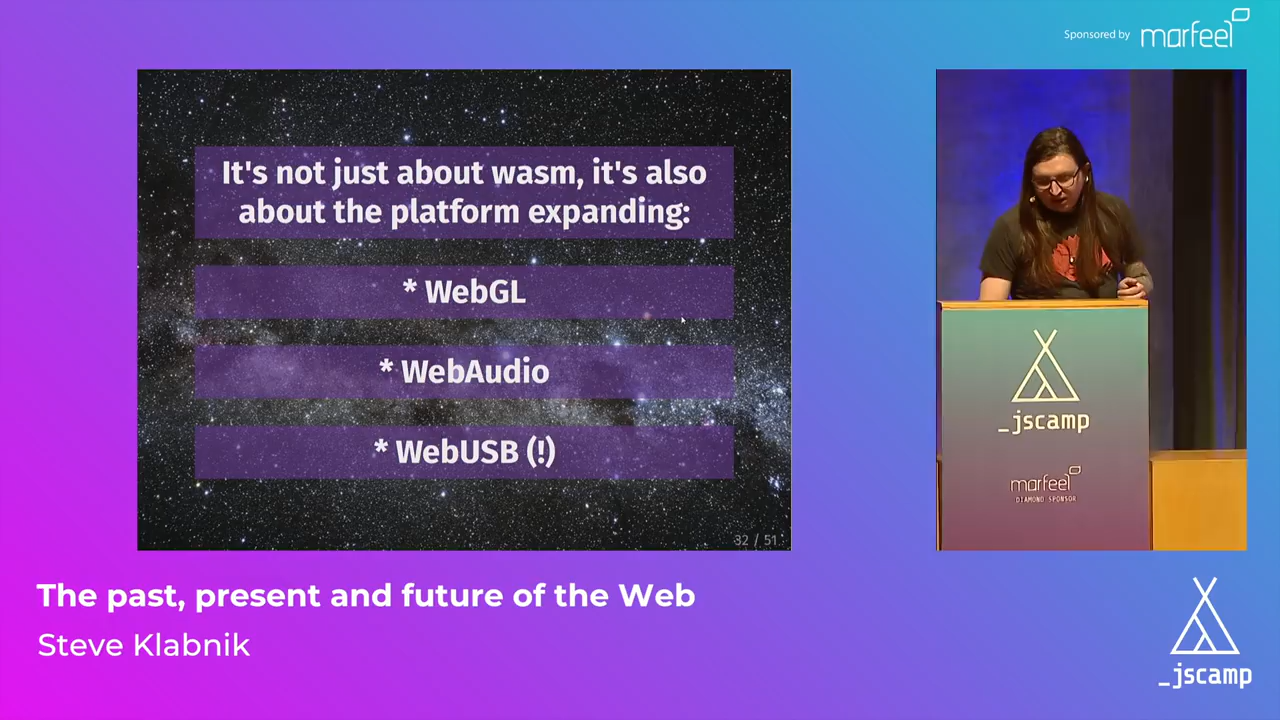 Sponsored by marfeel
It's not just about wasm, it's also
about the platform expanding:
* WebGL
* WebAudio
* WebUSB (!)
32 / 51
_jscamp
marfeel
DIAMOND SPONSOR
The past, present and future of the Web
Steve Klabnik
_jscamp